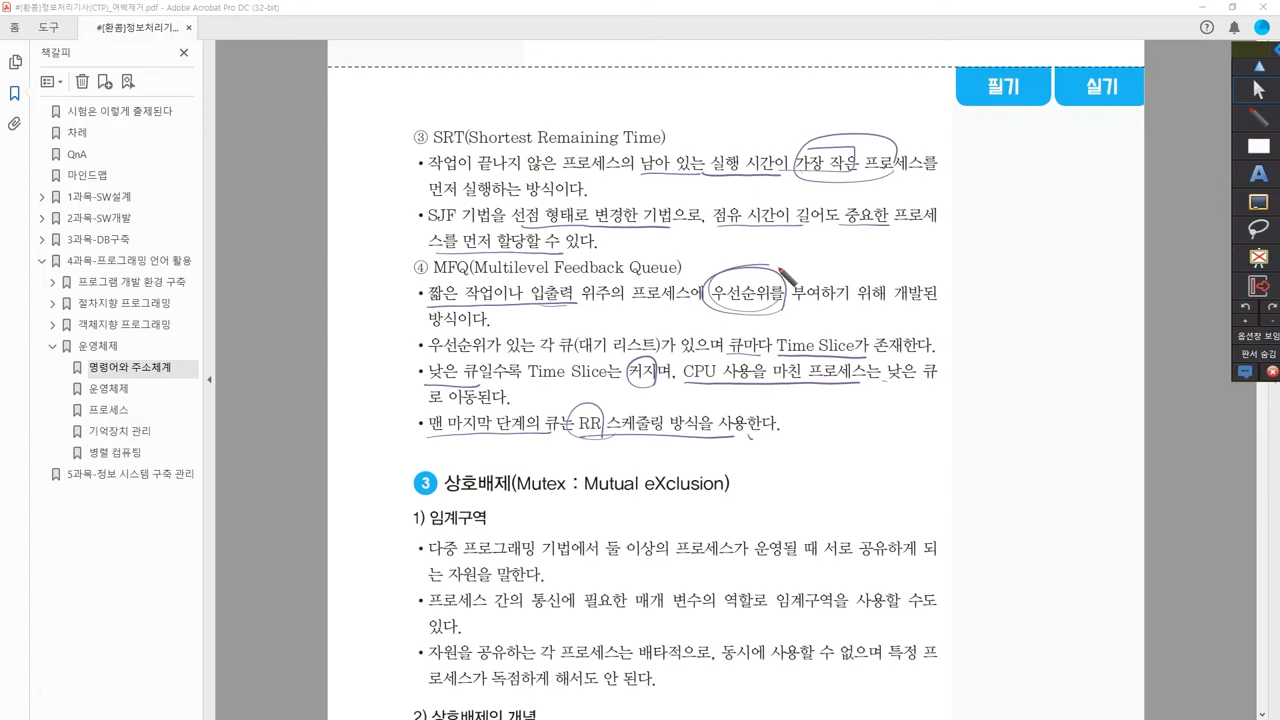 #[환쌤]정보처리기사(CTP)_여백제거.pdf - Adobe Acrobat Pro DC (32-bit)
홈
도구
#[환쌤]정보처리기...
책갈피
시험은 이렇게 출제된다
차례
QnA
마인드맵
1과목-SW설계
2과목-SW개발
3과목-DB구축
4과목-프로그래밍 언어 활용
프로그램 개발 환경 구축
절차지향 프로그래밍
객체지향 프로그래밍
운영체제
명령어와 주소체계
운영체제
프로세스
기억장치 관리
병렬 컴퓨팅
5과목-정보 시스템 구축 관리
필기 실기
③ SRT(Shortest Remaining Time)
• 작업이 끝나지 않은 프로세스의 남아 있는 실행 시간이 가장 작은 프로세스를
먼저 실행하는 방식이다.
• SJF 기법을 선점 형태로 변경한 기법으로, 점유 시간이 길어도 중요한 프로세
스를 먼저 할당할 수 있다.
④ MFQ(Multilevel Feedback Queue)
• 짧은 작업이나 입출력 위주의 프로세스에 우선순위를 부여하기 위해 개발된
방식이다.
• 우선순위가 있는 각 큐(대기 리스트)가 있으며 큐마다 Time Slice가 존재한다.
• 낮은 큐일수록 Time Slice는 커지며, CPU 사용을 마친 프로세스는 낮은 큐
로 이동된다.
• 맨 마지막 단계의 큐는 RR 스케줄링 방식을 사용한다.
3 상호배제(Mutex : Mutual eXclusion)
1) 임계구역
• 다중 프로그래밍 기법에서 둘 이상의 프로세스가 운영될 때 서로 공유하게 되
는 자원을 말한다.
• 프로세스 간의 통신에 필요한 매개 변수의 역할로 임계구역을 사용할 수도
있다.
• 자원을 공유하는 각 프로세스는 배타적으로, 동시에 사용할 수 없으며 특정 프
로세스가 독점하게 해서도 안 된다.
2) 상호배제의 개념
A
옵션장 보임
판서 숨김